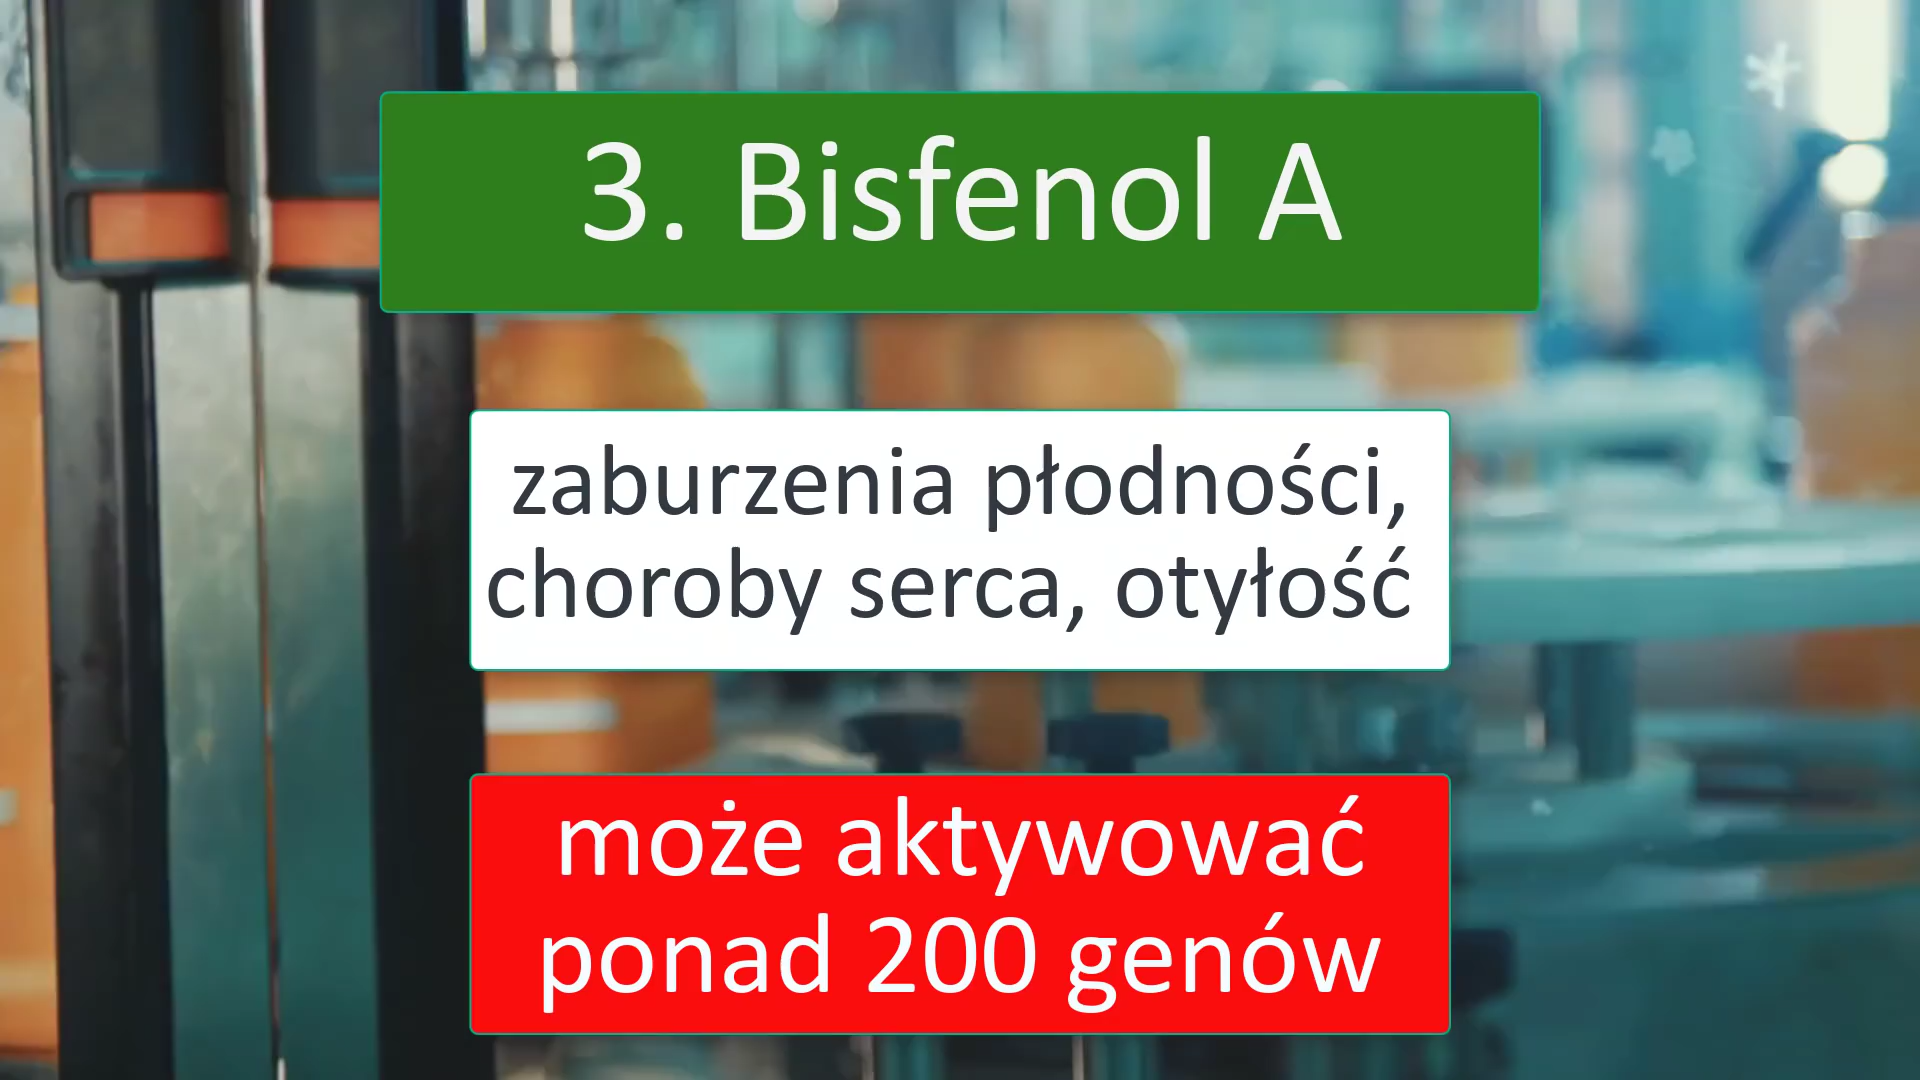 3. Bisfenol A
zaburzenia płodności,
choroby serca, otyłość
może aktywować
ponad 200 genów